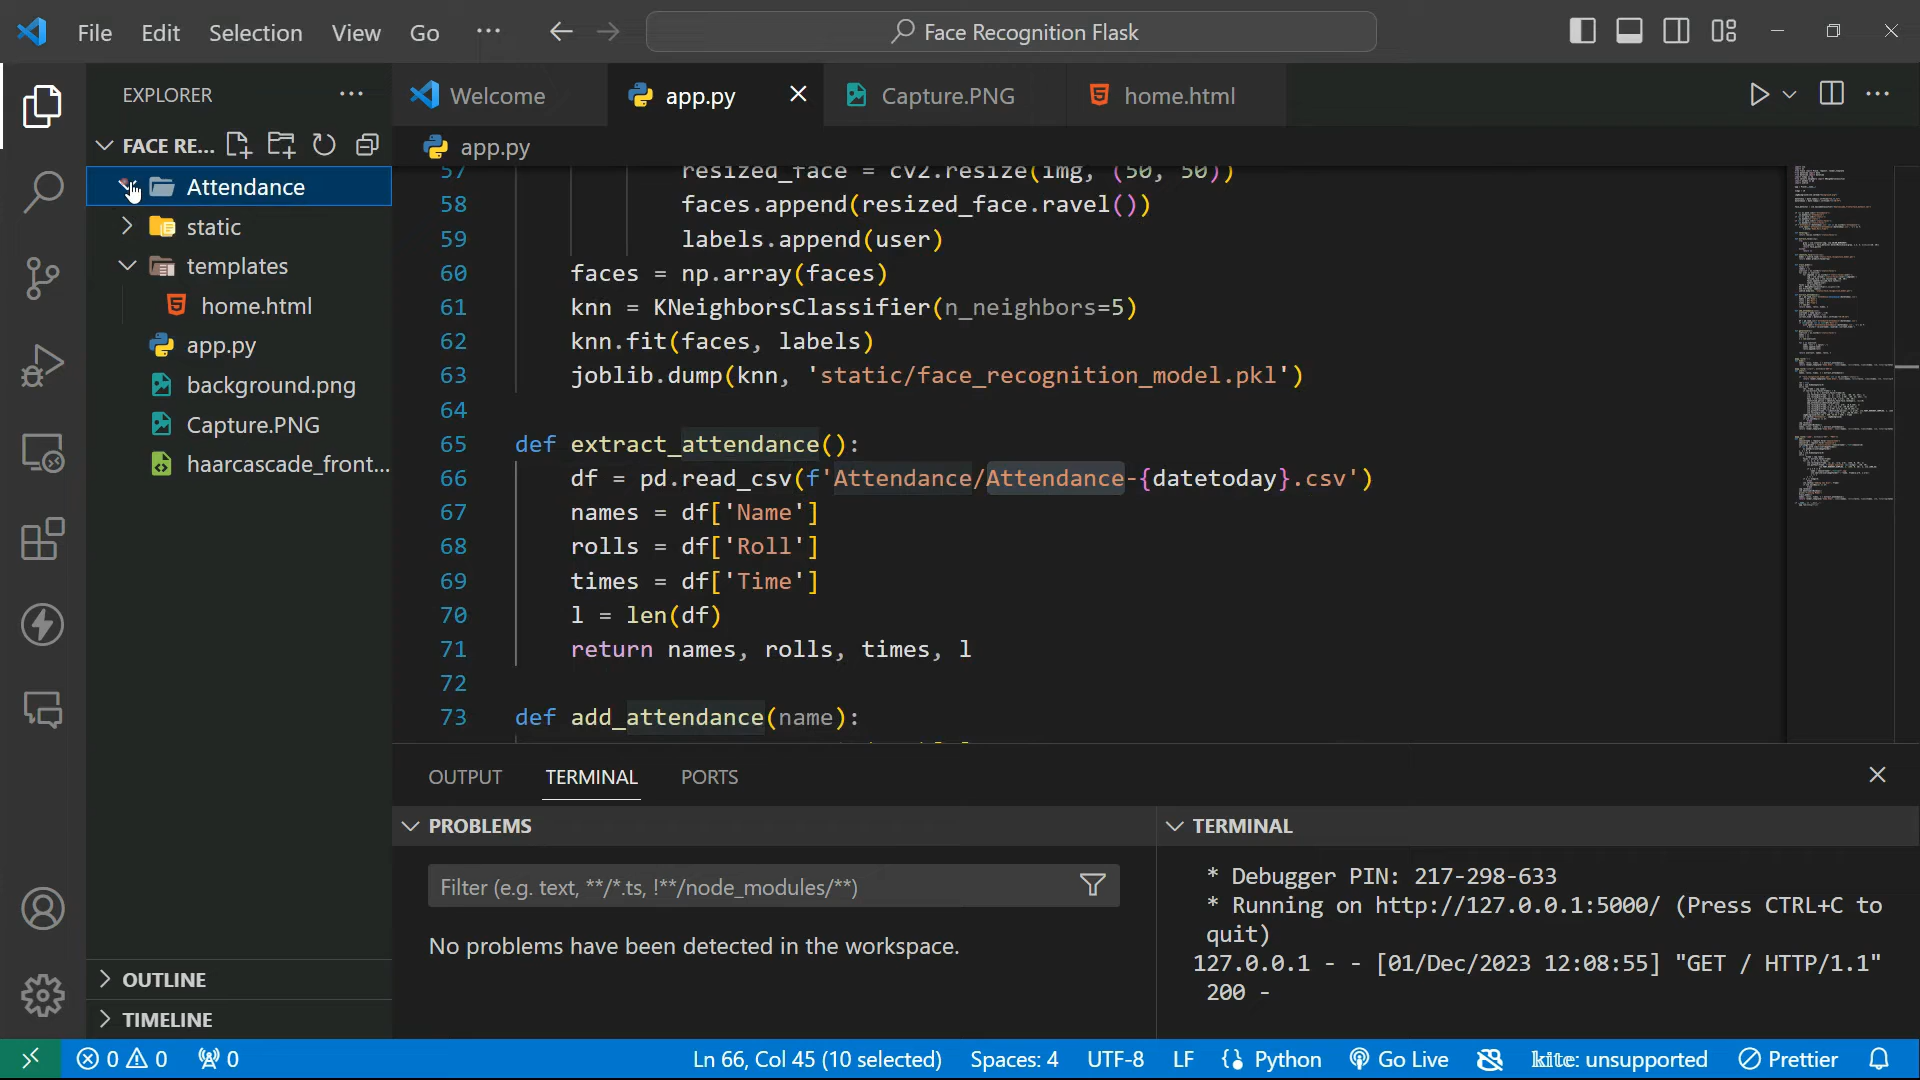 File Edit Selection View Go ··· Face Recognition Flask
EXPLORER ···
Welcome app.py Capture.PNG home.html ···
FACE RE...
app.py
Attendance
static
templates
home.html
app.py
background.png
Capture.PNG
haarcascade_front...
OUTLINE
TIMELINE
57 resized_face = cv2.resize(img, (50, 50))
58 faces.append(resized_face.ravel())
59 labels.append(user)
60 faces = np.array(faces)
61 knn = KNeighborsClassifier(n_neighbors=5)
62 knn.fit(faces, labels)
63 joblib.dump(knn, 'static/face_recognition_model.pkl')
64
65 def extract_attendance():
66 df = pd.read_csv(f'Attendance/Attendance-{datetoday}.csv')
67 names = df['Name']
68 rolls = df['Roll']
69 times = df['Time']
70 l = len(df)
71 return names, rolls, times, l
72
73 def add_attendance(name):
OUTPUT TERMINAL PORTS
PROBLEMS
Filter (e.g. text, **/*.ts, !**/node_modules/**)
No problems have been detected in the workspace.
TERMINAL
* Debugger PIN: 217-298-633
* Running on http://127.0.0.1:5000/ (Press CTRL+C to
quit)
127.0.0.1 - - [01/Dec/2023 12:08:55] "GET / HTTP/1.1"
200 -
0 0 0 Ln 66, Col 45 (10 selected) Spaces: 4 UTF-8 LF Python Go Live kite: unsupported Prettier